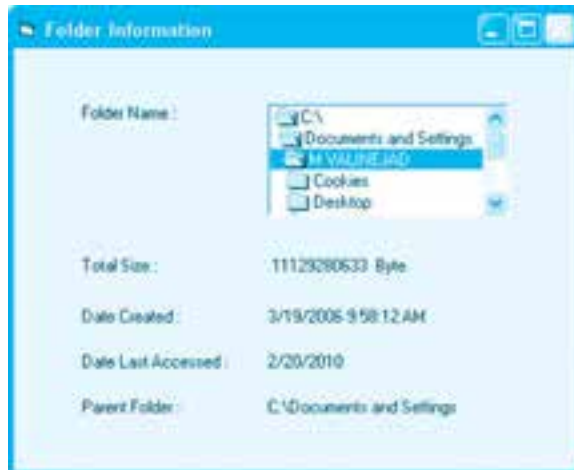 Folder Information
Folder Name :
C:\
Documents and Settings
M.VALINEJAD
Cookies
Desktop
Total Size : 11129280633 Byte
Date Created : 3/19/2006 9:58:12 AM
Date Last Accessed : 2/20/2010
Parent Folder : C:\Documents and Settings